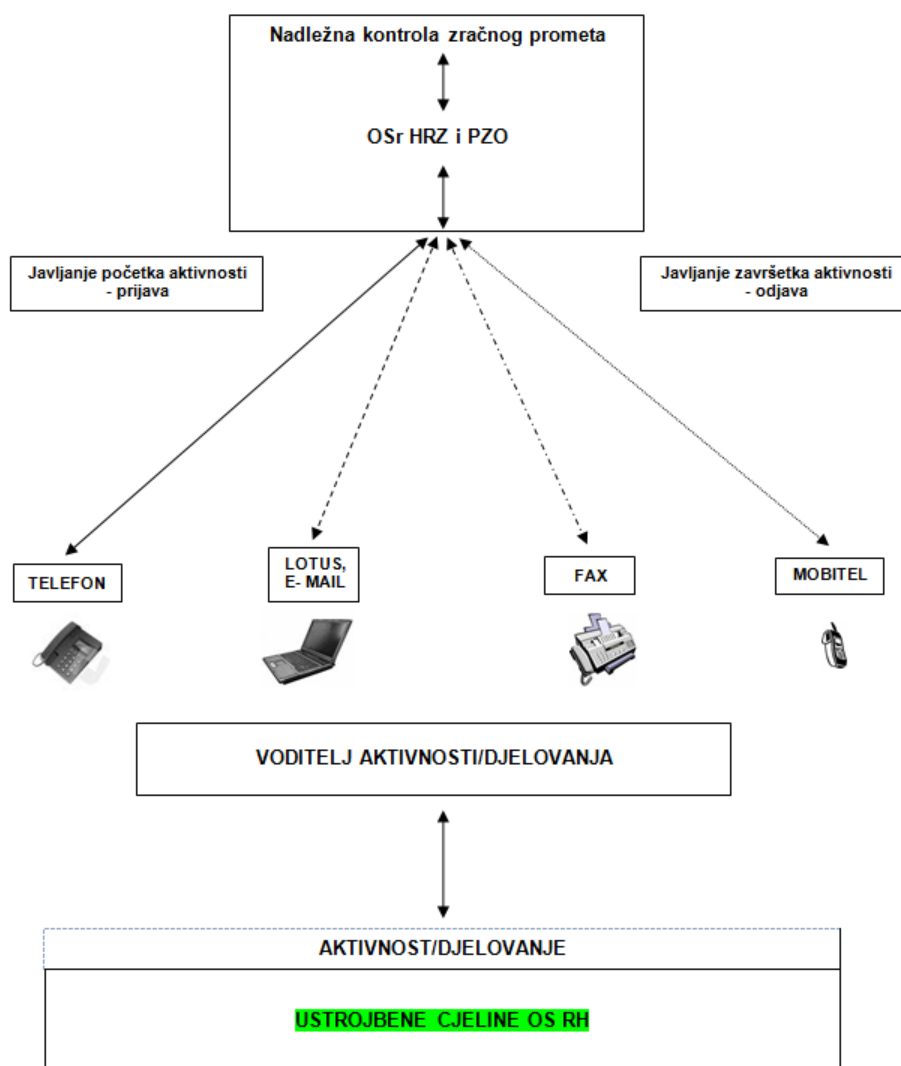 Nadležna kontrola zračnog prometa
OSr HRZ i PZO
Javljanje početka aktivnosti
- prijava
Javljanje završetka aktivnosti
- odjava
TELEFON
LOTUS,
E- MAIL
FAX
MOBITEL
VODITELJ AKTIVNOSTI/DJELOVANJA
AKTIVNOST/DJELOVANJE
USTROJBENE CJELINE OS RH